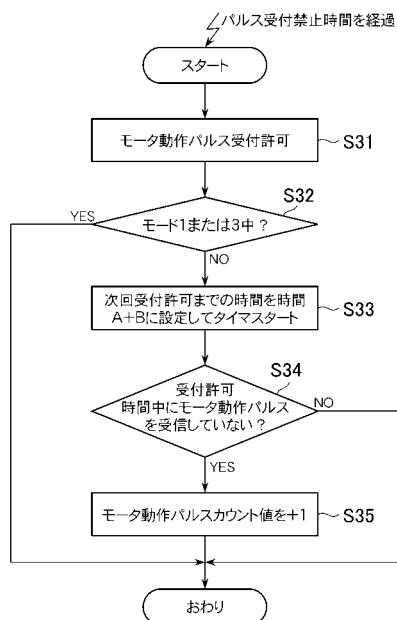 パルス受付禁止時間を経過
スタート
モータ動作パルス受付許可
S31
S32
モード1または3中？
YES
NO
次回受付許可までの時間を時間
A+Bに設定してタイマスタート
S33
S34
受付許可
時間中にモータ動作パルス
を受信していない？
NO
YES
モータ動作パルスカウント値を+1
S35
おわり